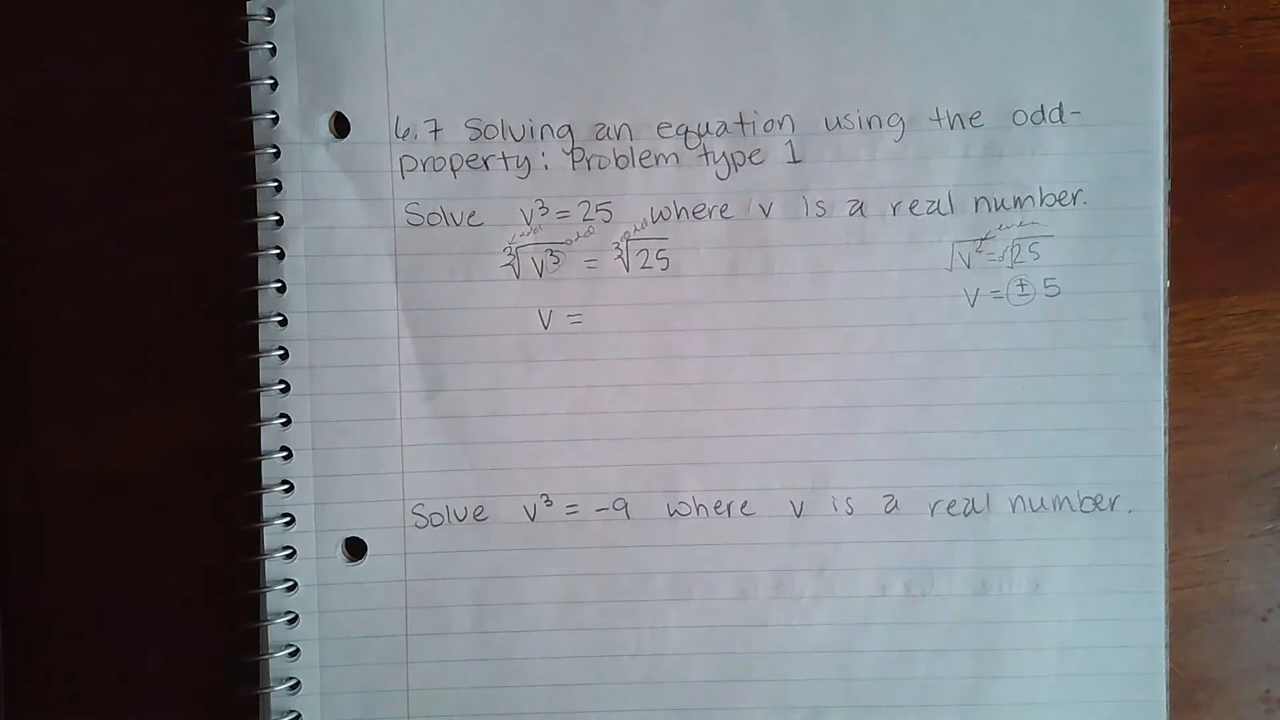 6.7 Solving an equation using the odd-
property: Problem type 1
Solve v³ = 25 where v is a real number.
∛v³ = ∛25
√v² = √25
v = ± 5
v =
Solve v³ = -9 where v is a real number.